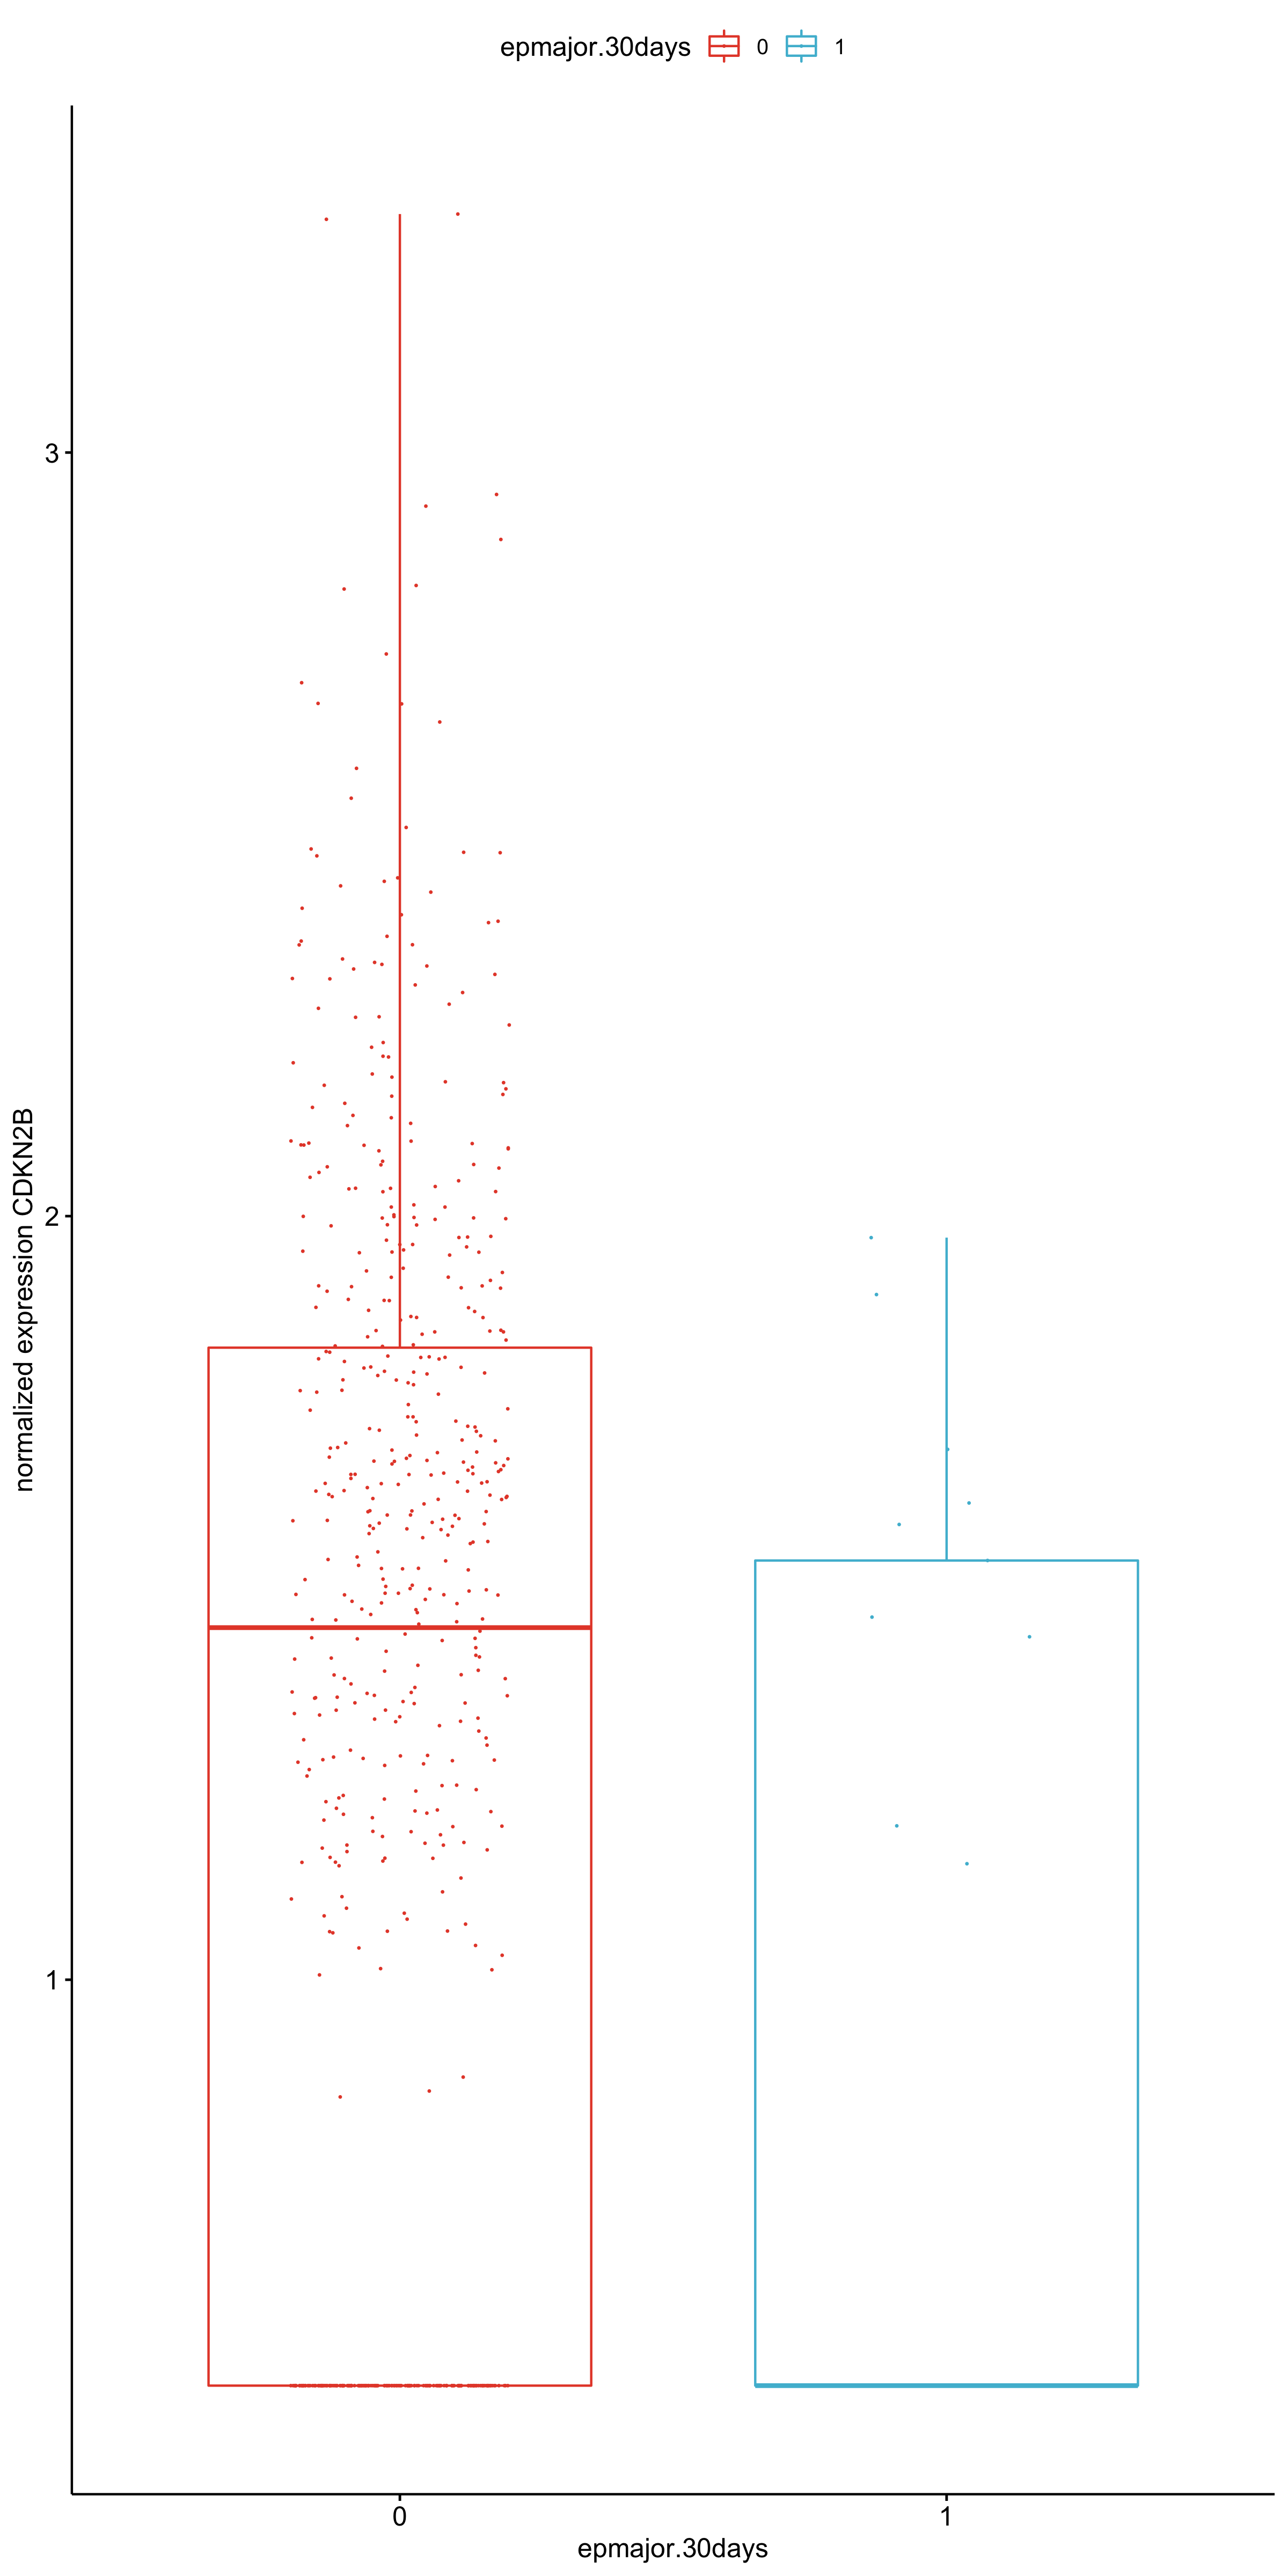 epmajor.30days 0 1
normalized expression CDKN2B
3
2
1
0 1
epmajor.30days